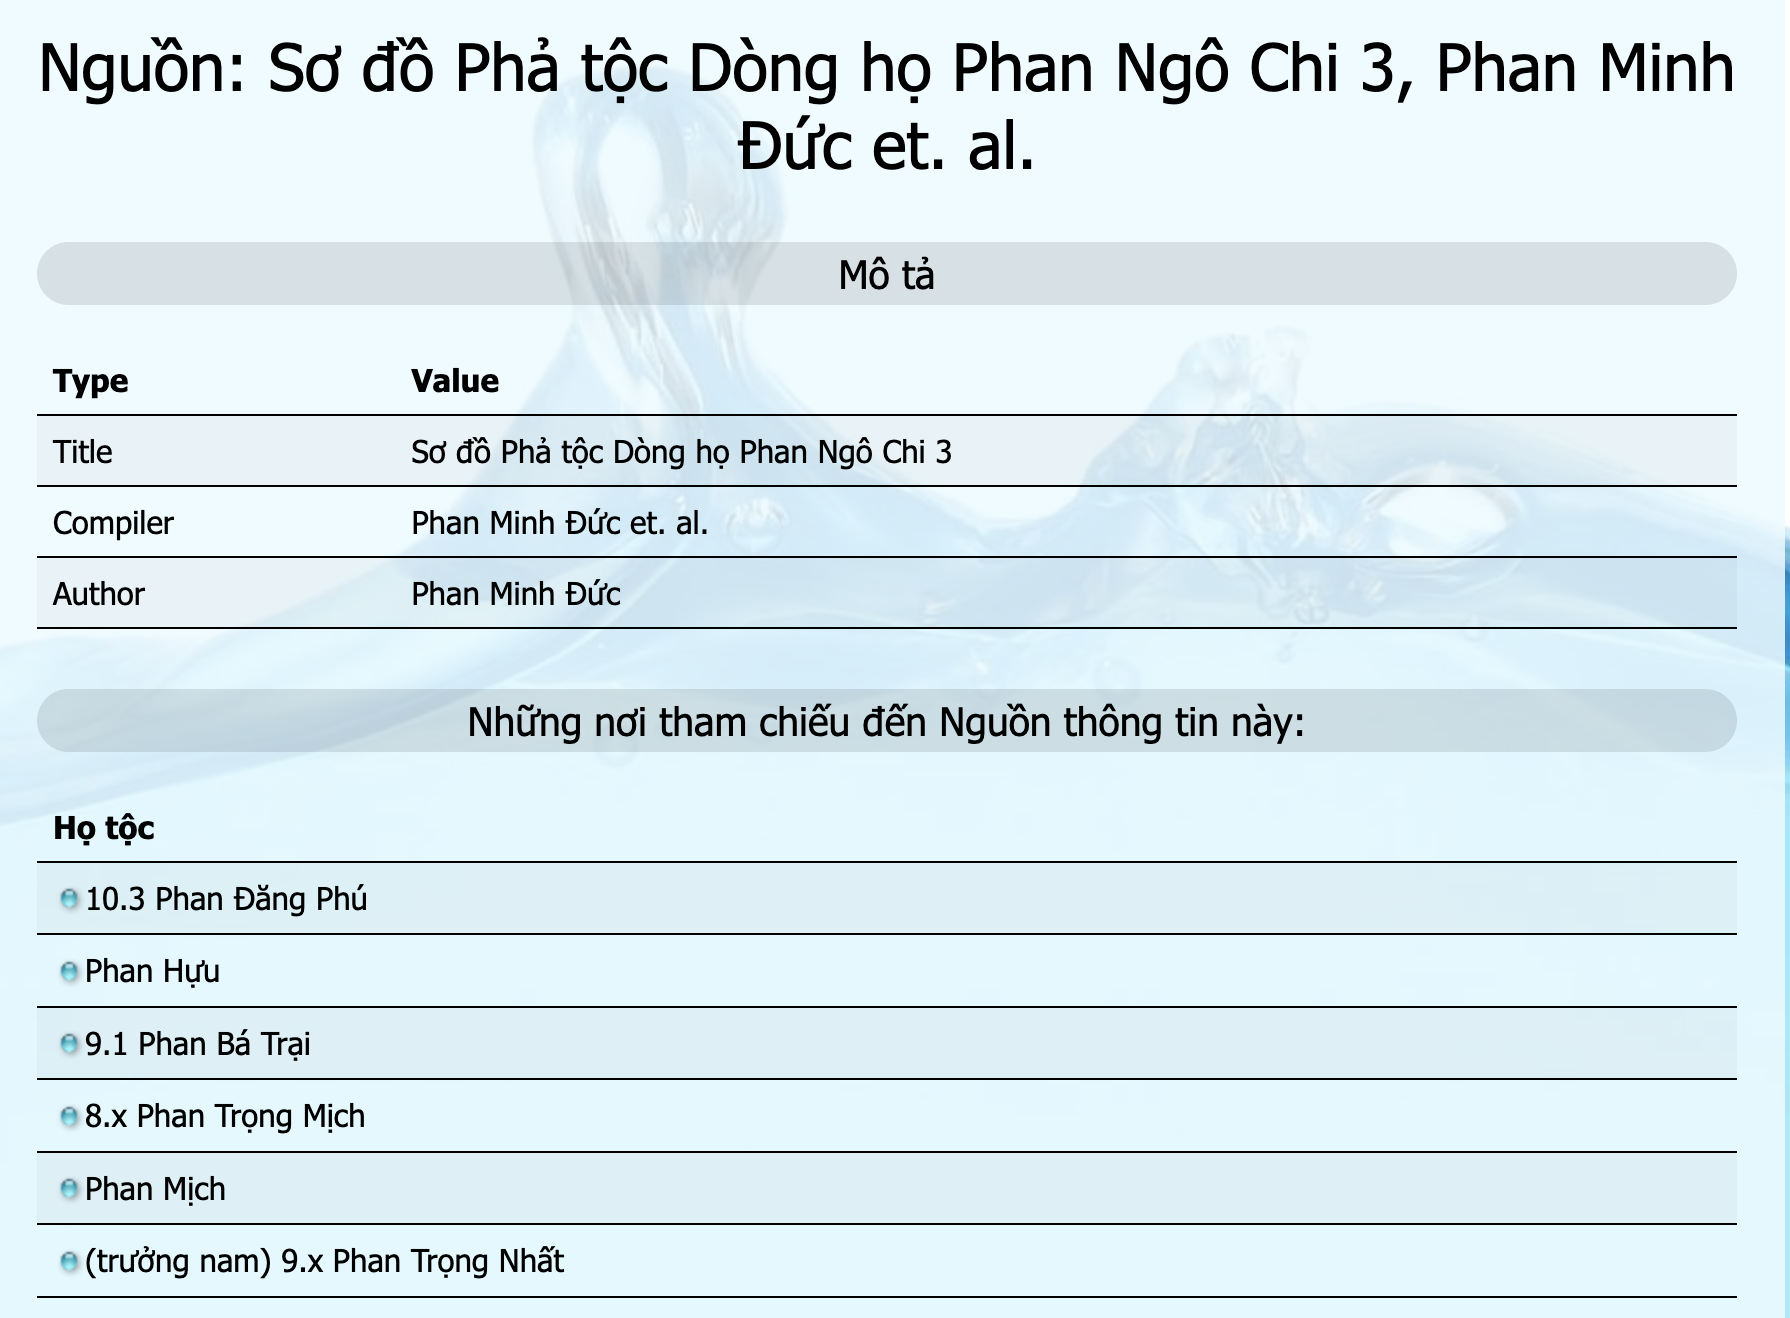 Nguồn: Sơ đồ Phả tộc Dòng họ Phan Ngô Chi 3, Phan Minh
Đức et. al.
Mô tả
Type Value
Title Sơ đồ Phả tộc Dòng họ Phan Ngô Chi 3
Compiler Phan Minh Đức et. al.
Author Phan Minh Đức
Những nơi tham chiếu đến Nguồn thông tin này:
Họ tộc
10.3 Phan Đăng Phú
Phan Hựu
9.1 Phan Bá Trại
8.x Phan Trọng Mịch
Phan Mịch
(trưởng nam) 9.x Phan Trọng Nhất